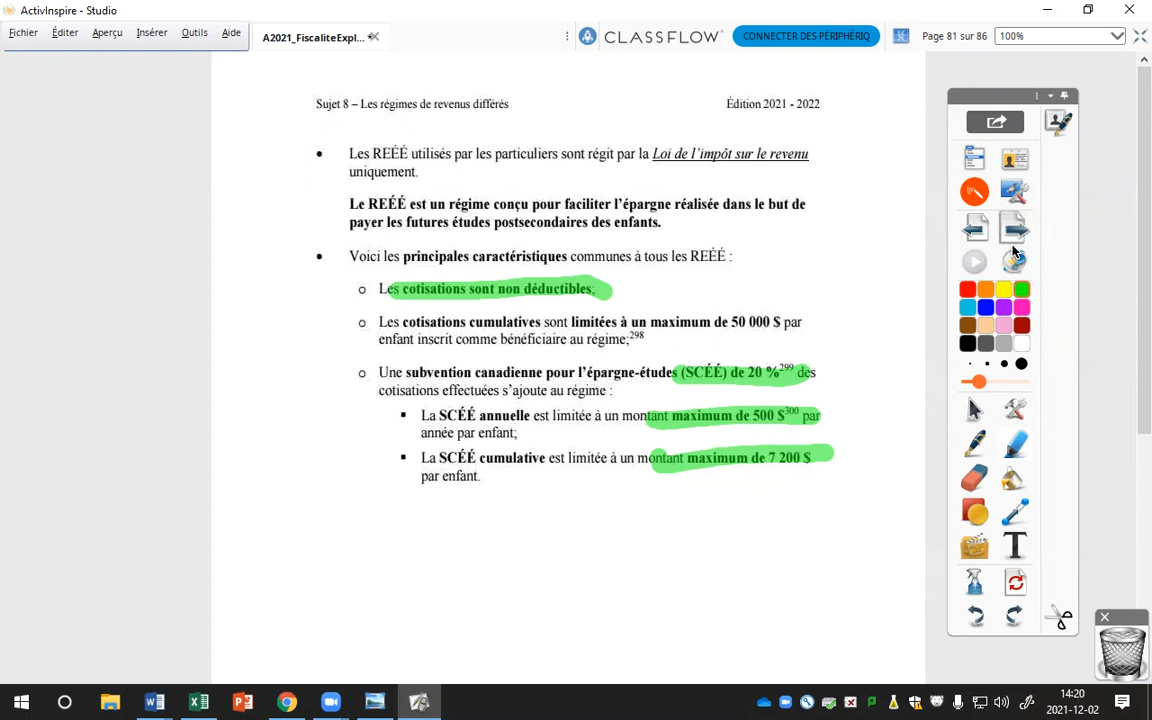 ActivInspire - Studio
Fichier Éditer Aperçu Insérer Outils Aide
A2021_FiscaliteExpl...
CLASSFLOW
CONNECTER DES PÉRIPHÉRIQ
Page 81 sur 86
100%
Sujet 8 – Les régimes de revenus différés Édition 2021 - 2022
• Les REÉÉ utilisés par les particuliers sont régit par la Loi de l’impôt sur le revenu
uniquement.
Le REÉÉ est un régime conçu pour faciliter l’épargne réalisée dans le but de
payer les futures études postsecondaires des enfants.
• Voici les principales caractéristiques communes à tous les REÉÉ :
o Les cotisations sont non déductibles;
o Les cotisations cumulatives sont limitées à un maximum de 50 000 $ par
enfant inscrit comme bénéficiaire au régime;298
o Une subvention canadienne pour l’épargne-études (SCÉÉ) de 20 %299 des
cotisations effectuées s’ajoute au régime :
▪ La SCÉÉ annuelle est limitée à un montant maximum de 500 $300 par
année par enfant;
▪ La SCÉÉ cumulative est limitée à un montant maximum de 7 200 $
par enfant.
14:20
2021-12-02